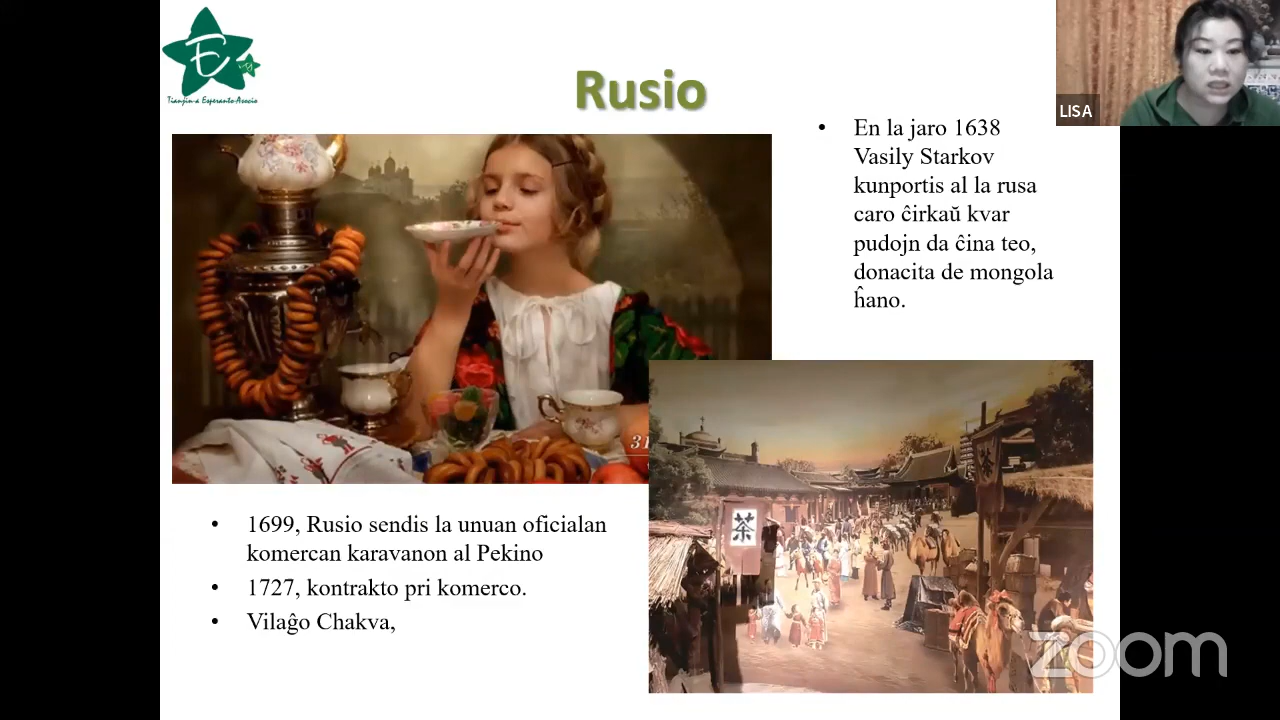 E
Tianjin-a Esperanto-Asocio
Rusio
LISA
• En la jaro 1638
Vasily Starkov
kunportis al la rusa
caro ĉirkaŭ kvar
pudojn da ĉina teo,
donacita de mongola
ĥano.
31
茶
茶
• 1699, Rusio sendis la unuan oficialan
komercan karavanon al Pekino
• 1727, kontrakto pri komerco.
• Vilaĝo Chakva,
zoom